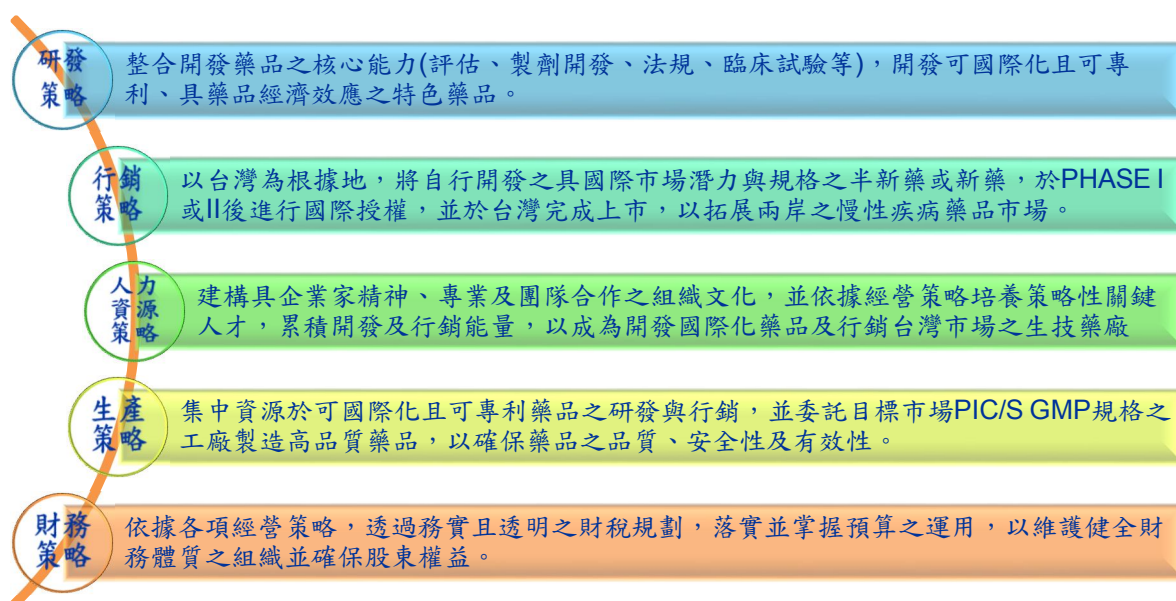 研發
策略
整合開發藥品之核心能力(評估、製劑開發、法規、臨床試驗等)，開發可國際化且可專
利、具藥品經濟效應之特色藥品。
行銷
策略
以台灣為根據地，將自行開發之具國際市場潛力與規格之半新藥或新藥，於PHASE I
或II後進行國際授權，並於台灣完成上市，以拓展兩岸之慢性疾病藥品市場。
人力
資源
策略
建構具企業家精神、專業及團隊合作之組織文化，並依據經營策略培養策略性關鍵
人才，累積開發及行銷能量，以成為開發國際化藥品及行銷台灣市場之生技藥廠
生產
策略
集中資源於可國際化且可專利藥品之研發與行銷，並委託目標市場PIC/S GMP規格之
工廠製造高品質藥品，以確保藥品之品質、安全性及有效性。
財務
策略
依據各項經營策略，透過務實且透明之財稅規劃，落實並掌握預算之運用，以維護健全財
務體質之組織並確保股東權益。